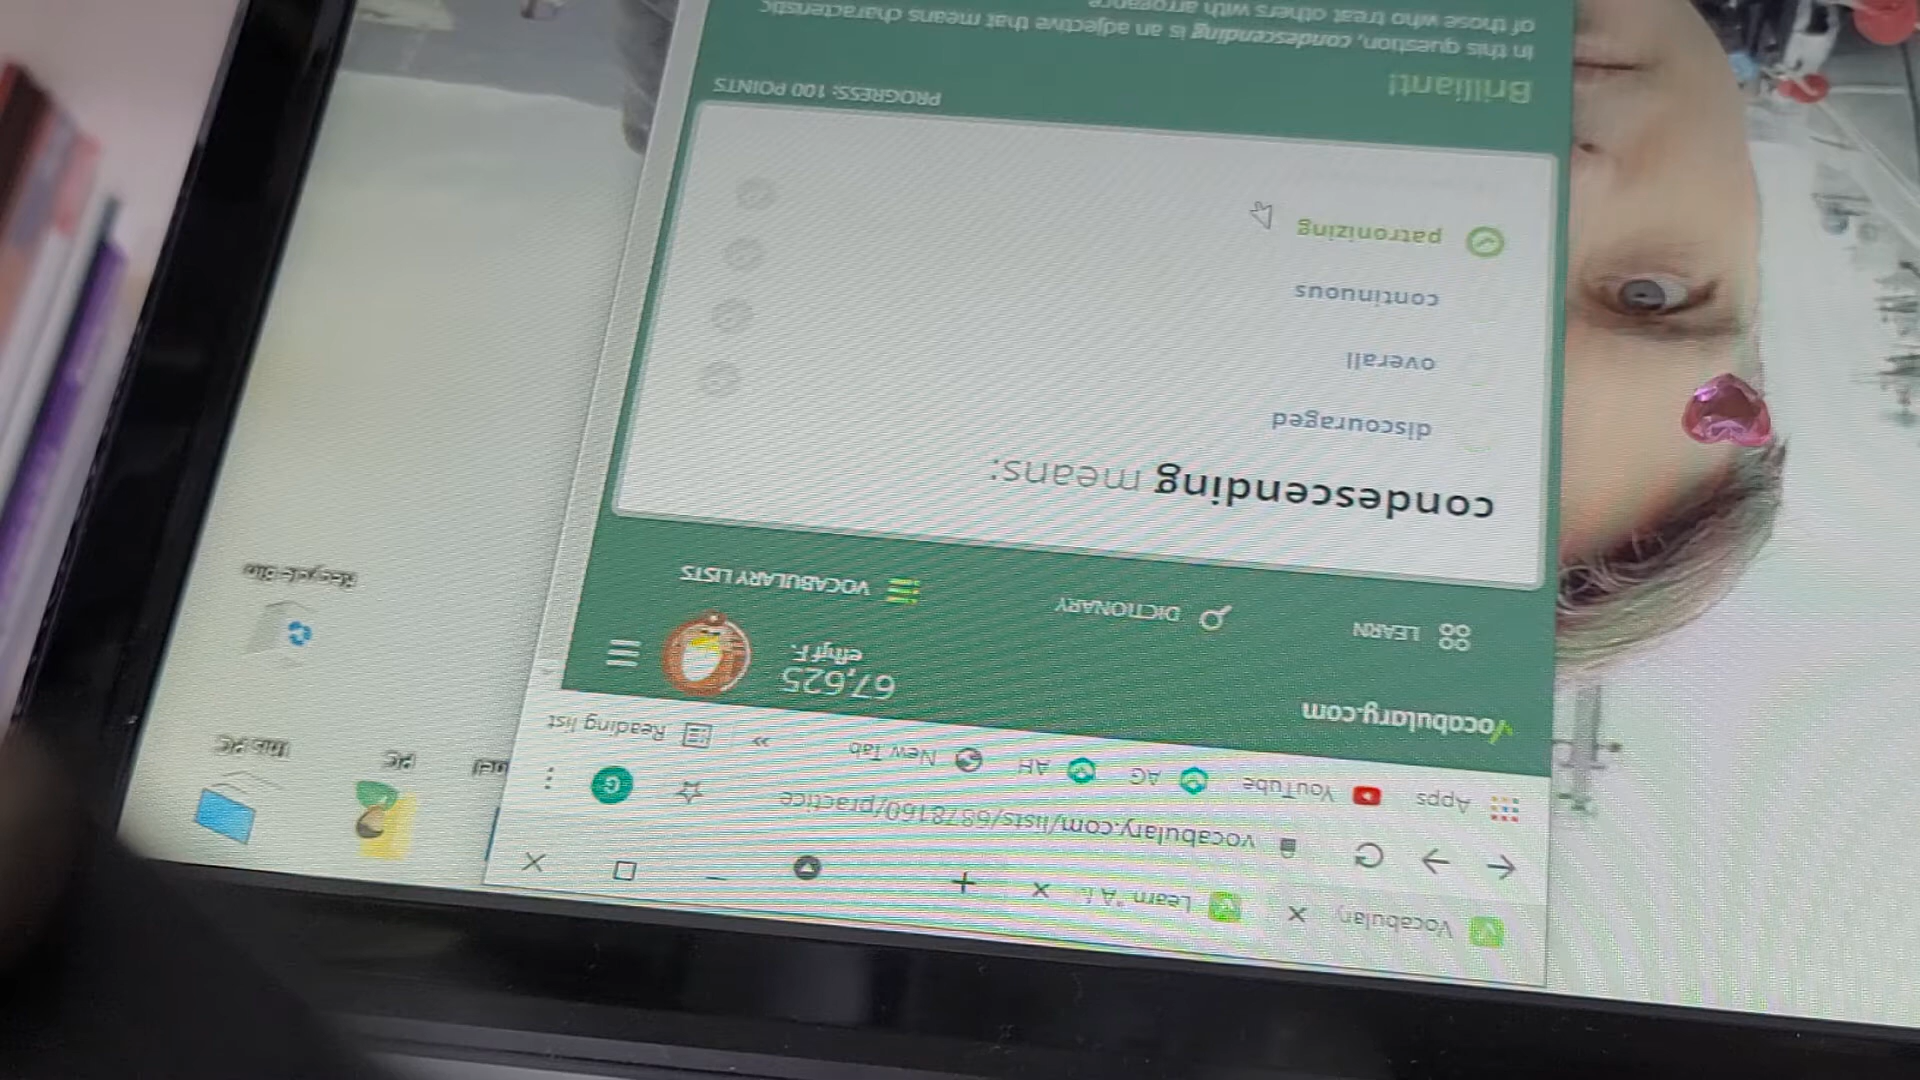 Vocabulary
Learn "A
vocabulary.com/lists/6878160/practice
Apps
YouTube
AG
AH
New Tab
»
Reading list
Vocabulary.com
67,625
LEARN
DICTIONARY
VOCABULARY LISTS
condescending means:
discouraged
overall
continuous
patronizing
PROGRESS: 100 POINTS
Brilliant!
In this question, condescending is an adjective that means characteristic
of those who treat others with arrogance
This PC
PIC
Recycle Bin